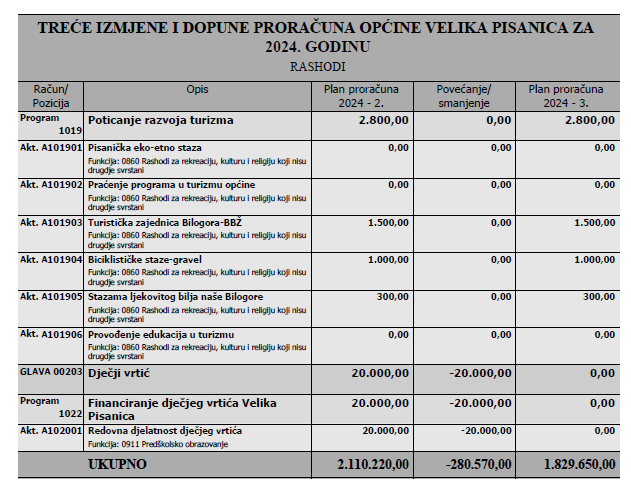 TREĆE IZMJENE I DOPUNE PRORAČUNA OPĆINE VELIKA PISANICA ZA
2024. GODINU
RASHODI
Račun/ Opis Plan proračuna Povećanje/ Plan proračuna
Pozicija 2024 - 2. smanjenje 2024 - 3.
Program Poticanje razvoja turizma 2.800,00 0,00 2.800,00
1019
Akt. A101901 Pisanička eko-etno staza 0,00 0,00 0,00
Funkcija: 0860 Rashodi za rekreaciju, kulturu i religiju koji nisu
drugdje svrstani
Akt. A101902 Praćenje programa u turizmu općine 0,00 0,00 0,00
Funkcija: 0860 Rashodi za rekreaciju, kulturu i religiju koji nisu
drugdje svrstani
Akt. A101903 Turistička zajednica Bilogora-BBŽ 1.500,00 0,00 1.500,00
Funkcija: 0860 Rashodi za rekreaciju, kulturu i religiju koji nisu
drugdje svrstani
Akt. A101904 Biciklističke staze-gravel 1.000,00 0,00 1.000,00
Funkcija: 0860 Rashodi za rekreaciju, kulturu i religiju koji nisu
drugdje svrstani
Akt. A101905 Stazama ljekovitog bilja naše Bilogore 300,00 0,00 300,00
Funkcija: 0860 Rashodi za rekreaciju, kulturu i religiju koji nisu
drugdje svrstani
Akt. A101906 Provođenje edukacija u turizmu 0,00 0,00 0,00
Funkcija: 0860 Rashodi za rekreaciju, kulturu i religiju koji nisu
drugdje svrstani
GLAVA 00203 Dječji vrtić 20.000,00 -20.000,00 0,00
Program Financiranje dječjeg vrtića Velika 20.000,00 -20.000,00 0,00
1022 Pisanica
Akt. A102001 Redovna djelatnost dječjeg vrtića 20.000,00 -20.000,00 0,00
Funkcija: 0911 Predškolsko obrazovanje
UKUPNO 2.110.220,00 -280.570,00 1.829.650,00